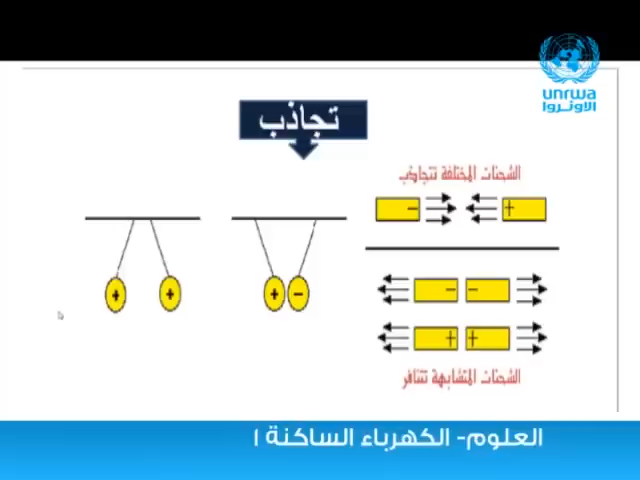 unrwa
الأونروا
تجاذب
الشحنات المختلفة تتجاذب
- +
+ + + -
- -
+ +
الشحنات المتشابهة تتنافر
العلوم- الكهرباء الساكنة ١